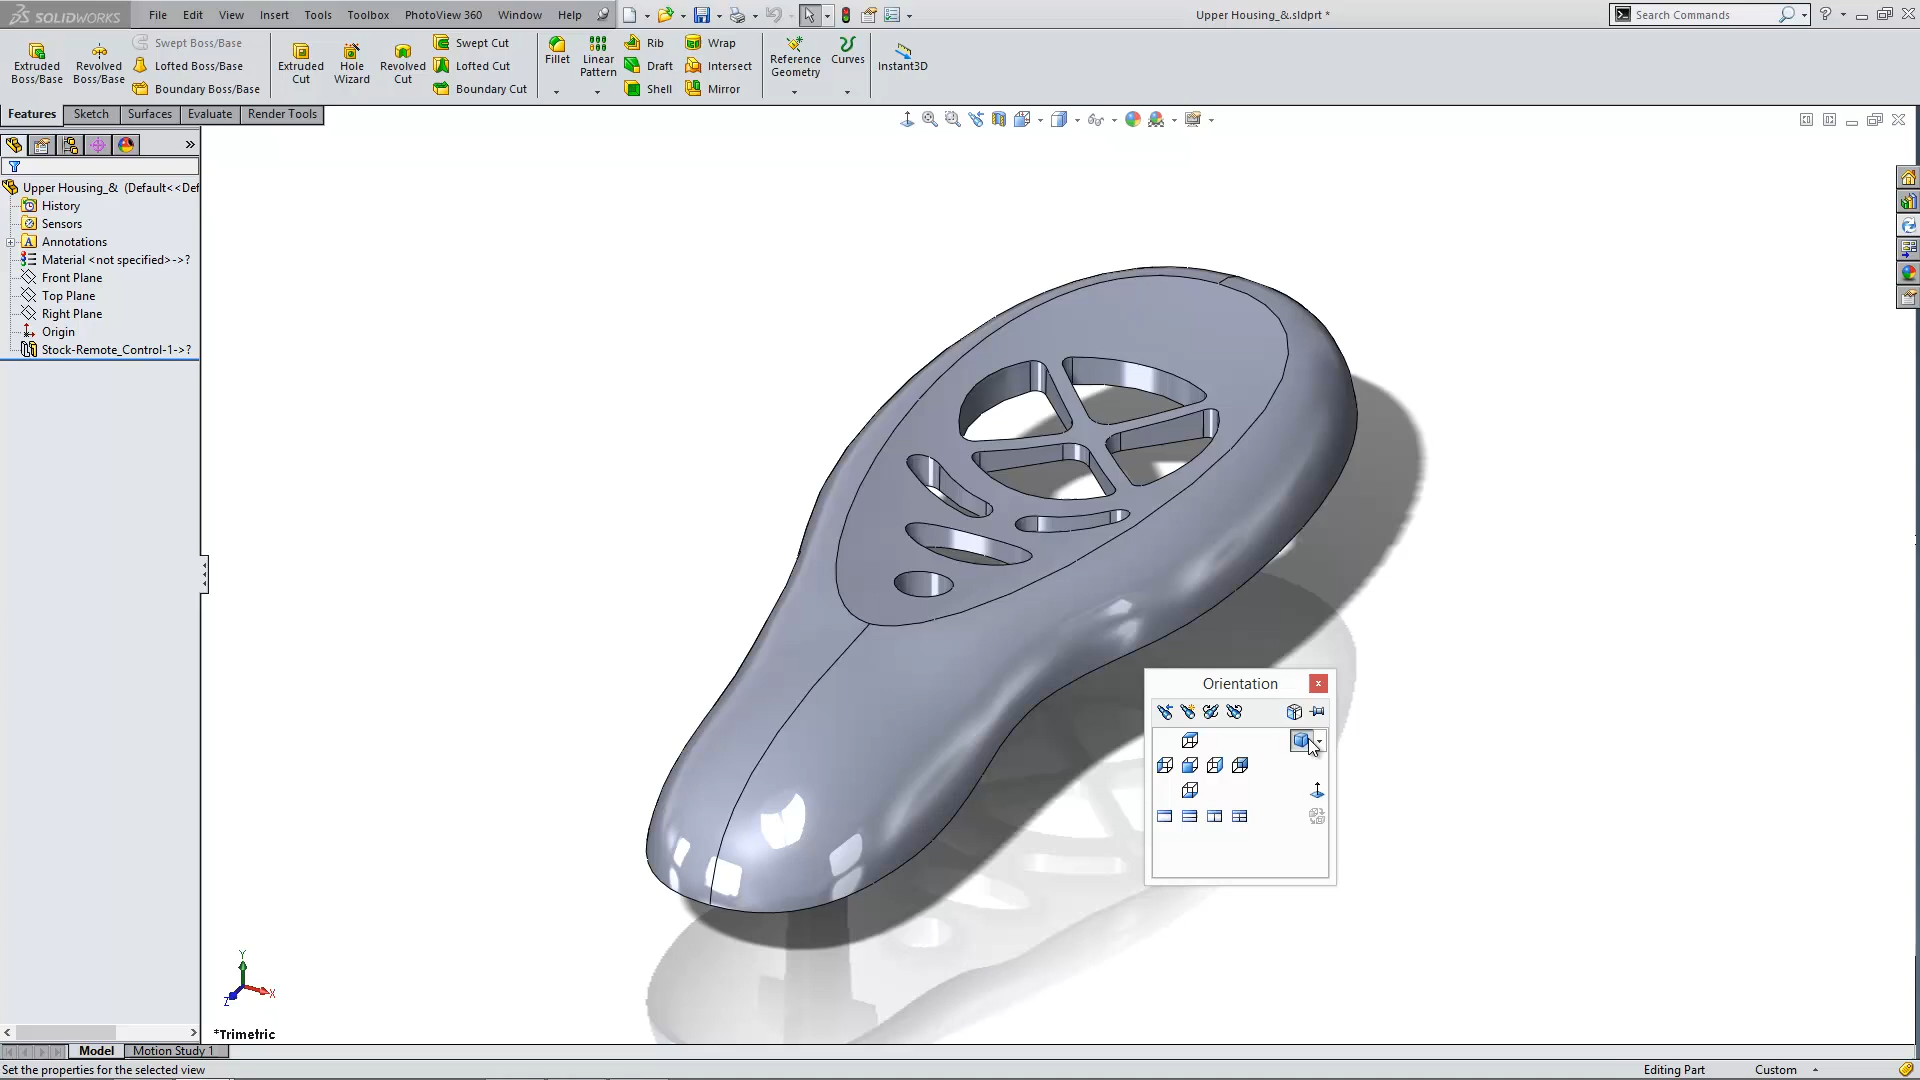 SOLIDWORKS File Edit View Insert Tools Toolbox PhotoView 360 Window Help Upper Housing_&.sldprt * Search Commands
Extruded Boss/Base
Revolved Boss/Base
Swept Boss/Base
Lofted Boss/Base
Boundary Boss/Base
Extruded Cut
Hole Wizard
Revolved Cut
Swept Cut
Lofted Cut
Boundary Cut
Fillet
Linear Pattern
Rib
Draft
Shell
Wrap
Intersect
Mirror
Reference Geometry
Curves
Instant3D
Features Sketch Surfaces Evaluate Render Tools
Upper Housing_& (Default<<Def
History
Sensors
Annotations
Material <not specified>->?
Front Plane
Top Plane
Right Plane
Origin
Stock-Remote_Control-1->?
Orientation
Y
X
Z
*Trimetric
Model Motion Study 1
Set the properties for the selected view Editing Part Custom